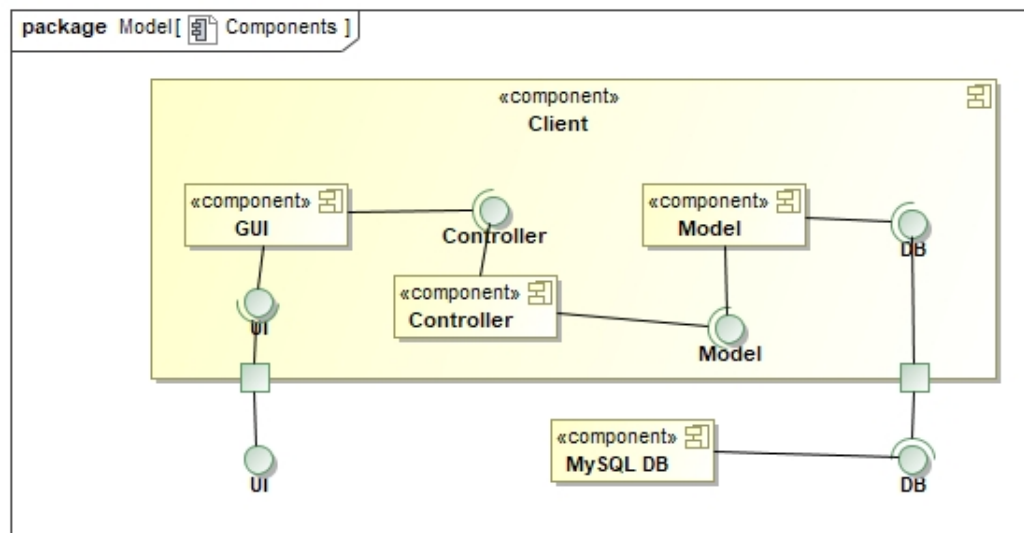 package Model[ Components ]
«component»
Client
«component»
GUI
Controller
«component»
Model
DB
«component»
Controller
UI
Model
«component»
MySQL DB
UI
DB